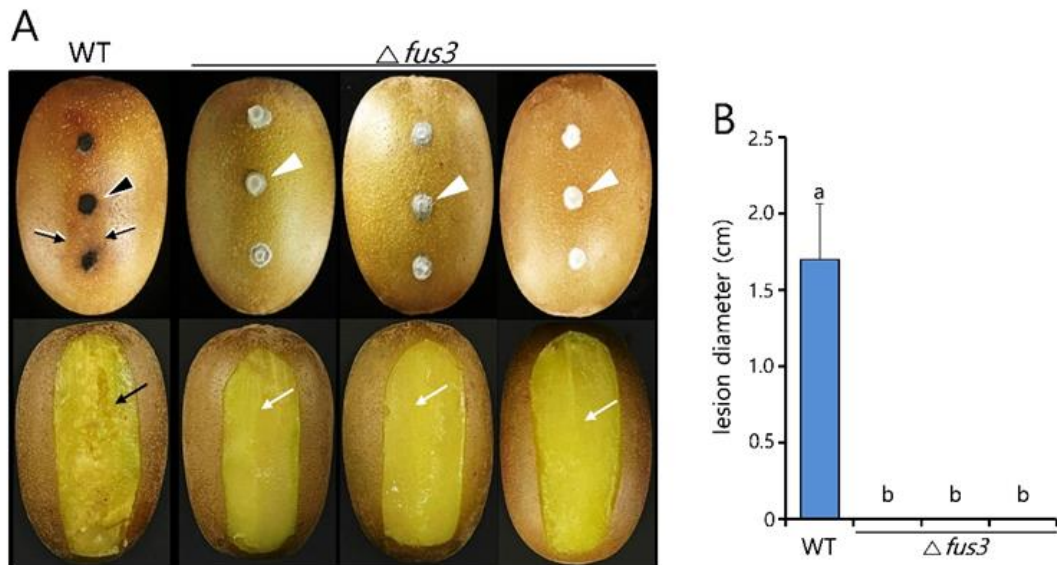 A
WT
△ fus3
B
2.5
2.0
1.5
1.0
0.5
0
lesion diameter (cm)
a
b b b
WT
△ fus3